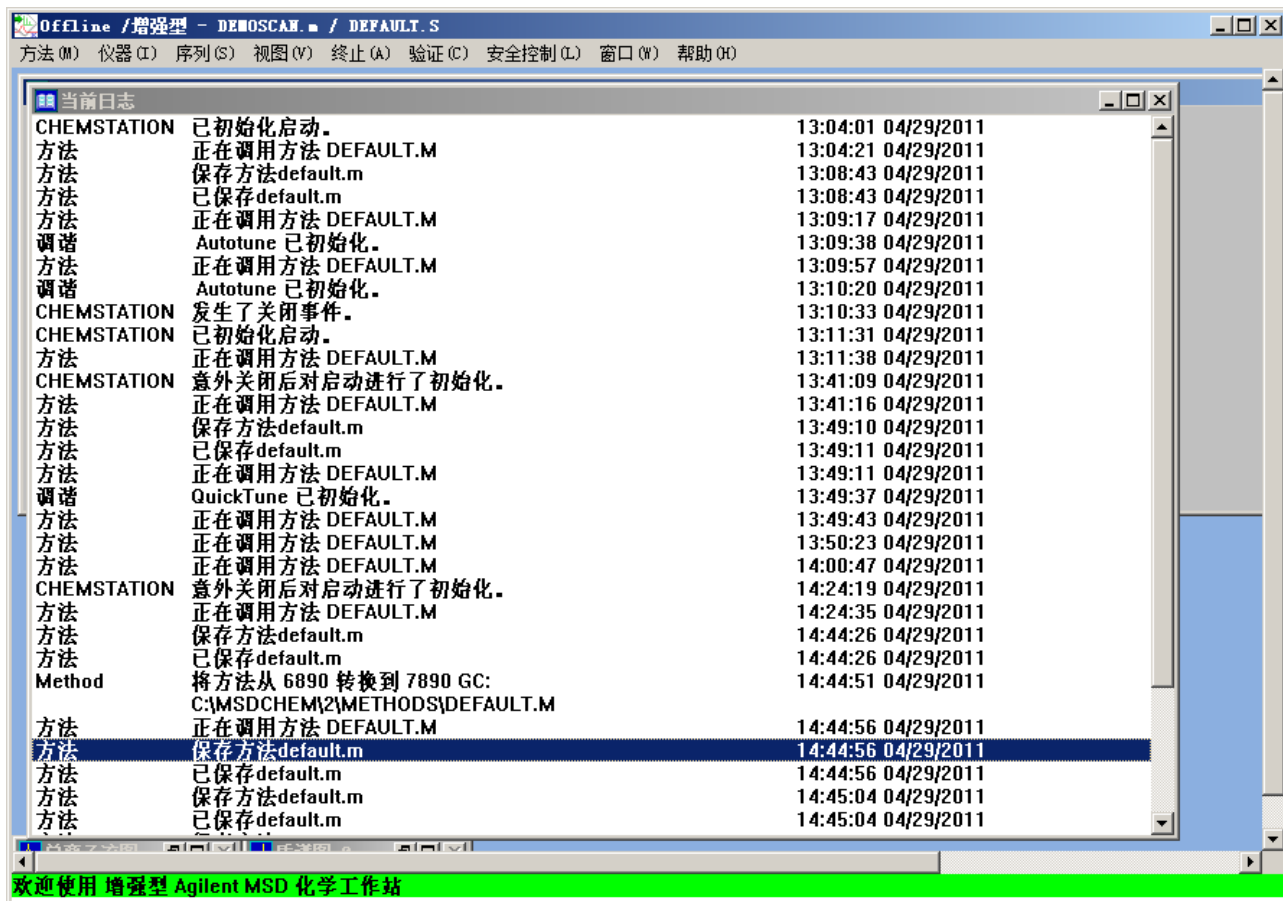 Offline /增强型 - DEMOSCAN.m / DEFAULT.S
方法(M) 仪器(I) 序列(S) 视图(V) 终止(A) 验证(C) 安全控制(L) 窗口(W) 帮助(H)
当前日志
CHEMSTATION 已初始化启动。 13:04:01 04/29/2011
方法 正在调用方法 DEFAULT.M 13:04:21 04/29/2011
方法 保存方法default.m 13:08:43 04/29/2011
方法 已保存default.m 13:08:43 04/29/2011
方法 正在调用方法 DEFAULT.M 13:09:17 04/29/2011
调谐 Autotune 已初始化。 13:09:38 04/29/2011
方法 正在调用方法 DEFAULT.M 13:09:57 04/29/2011
调谐 Autotune 已初始化。 13:10:20 04/29/2011
CHEMSTATION 发生了关闭事件。 13:10:33 04/29/2011
CHEMSTATION 已初始化启动。 13:11:31 04/29/2011
方法 正在调用方法 DEFAULT.M 13:11:38 04/29/2011
CHEMSTATION 意外关闭后对启动进行了初始化。 13:41:09 04/29/2011
方法 正在调用方法 DEFAULT.M 13:41:16 04/29/2011
方法 保存方法default.m 13:49:10 04/29/2011
方法 已保存default.m 13:49:11 04/29/2011
方法 正在调用方法 DEFAULT.M 13:49:11 04/29/2011
调谐 QuickTune 已初始化。 13:49:37 04/29/2011
方法 正在调用方法 DEFAULT.M 13:49:43 04/29/2011
方法 正在调用方法 DEFAULT.M 13:50:23 04/29/2011
方法 正在调用方法 DEFAULT.M 14:00:47 04/29/2011
CHEMSTATION 意外关闭后对启动进行了初始化。 14:24:19 04/29/2011
方法 正在调用方法 DEFAULT.M 14:24:35 04/29/2011
方法 保存方法default.m 14:44:26 04/29/2011
方法 已保存default.m 14:44:26 04/29/2011
Method 将方法从 6890 转换到 7890 GC: 14:44:51 04/29/2011
C:\MSDCHEM\2\METHODS\DEFAULT.M
方法 正在调用方法 DEFAULT.M 14:44:56 04/29/2011
方法 保存方法default.m 14:44:56 04/29/2011
方法 已保存default.m 14:44:56 04/29/2011
方法 保存方法default.m 14:45:04 04/29/2011
方法 已保存default.m 14:45:04 04/29/2011
欢迎使用 增强型 Agilent MSD 化学工作站